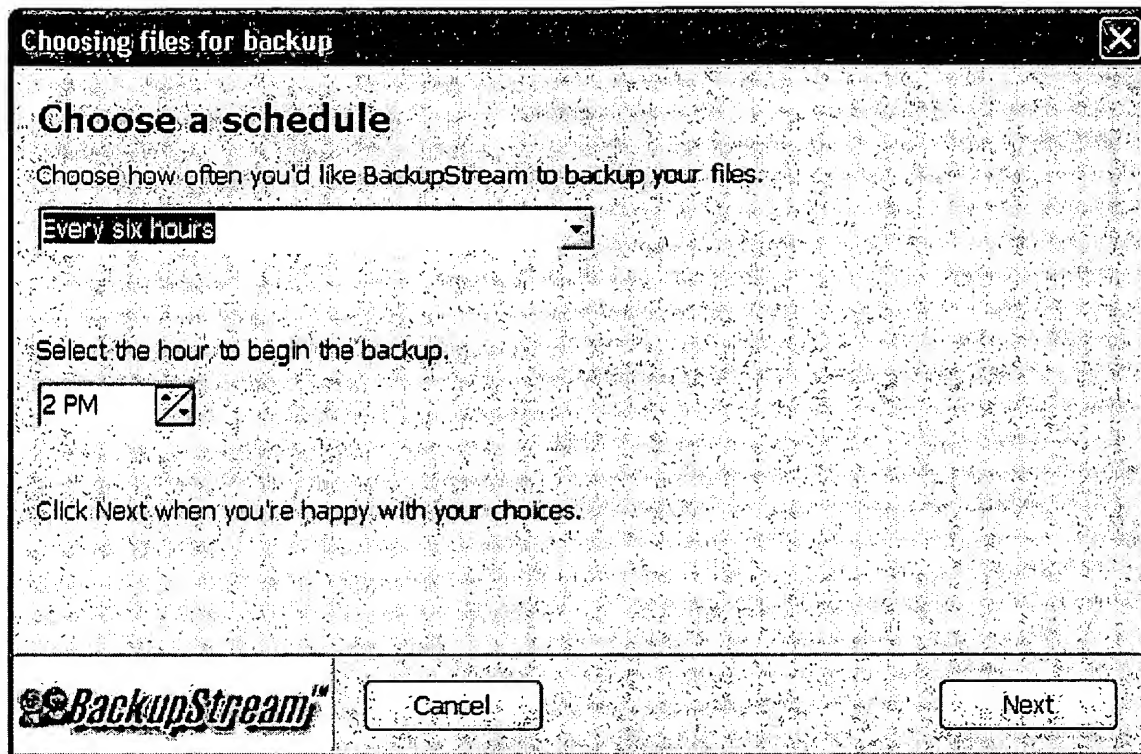 Choosing files for backup
Choose a schedule
Choose how often you'd like BackupStream to backup your files.
Every six hours
Select the hour to begin the backup.
2 PM
Click Next when you're happy with your choices.
BackupStream™
Cancel
Next